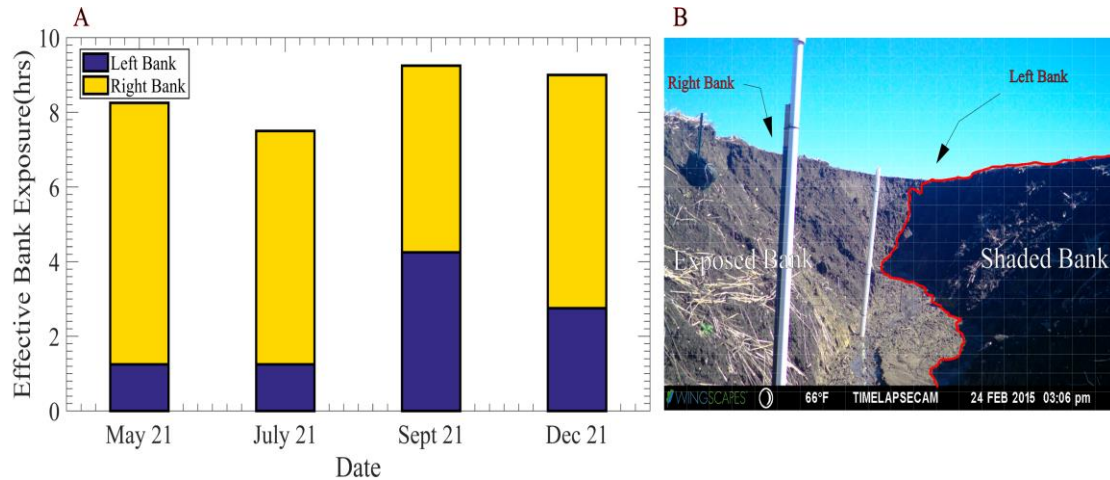 A
Effective Bank Exposure(hrs)
10
8
6
4
2
0
Left Bank
Right Bank
May 21
July 21
Sept 21
Dec 21
Date
B
Right Bank
Left Bank
Exposed Bank
Shaded Bank
WINGSCAPES 66°F TIMELAPSECAM 24 FEB 2015 03:06 pm